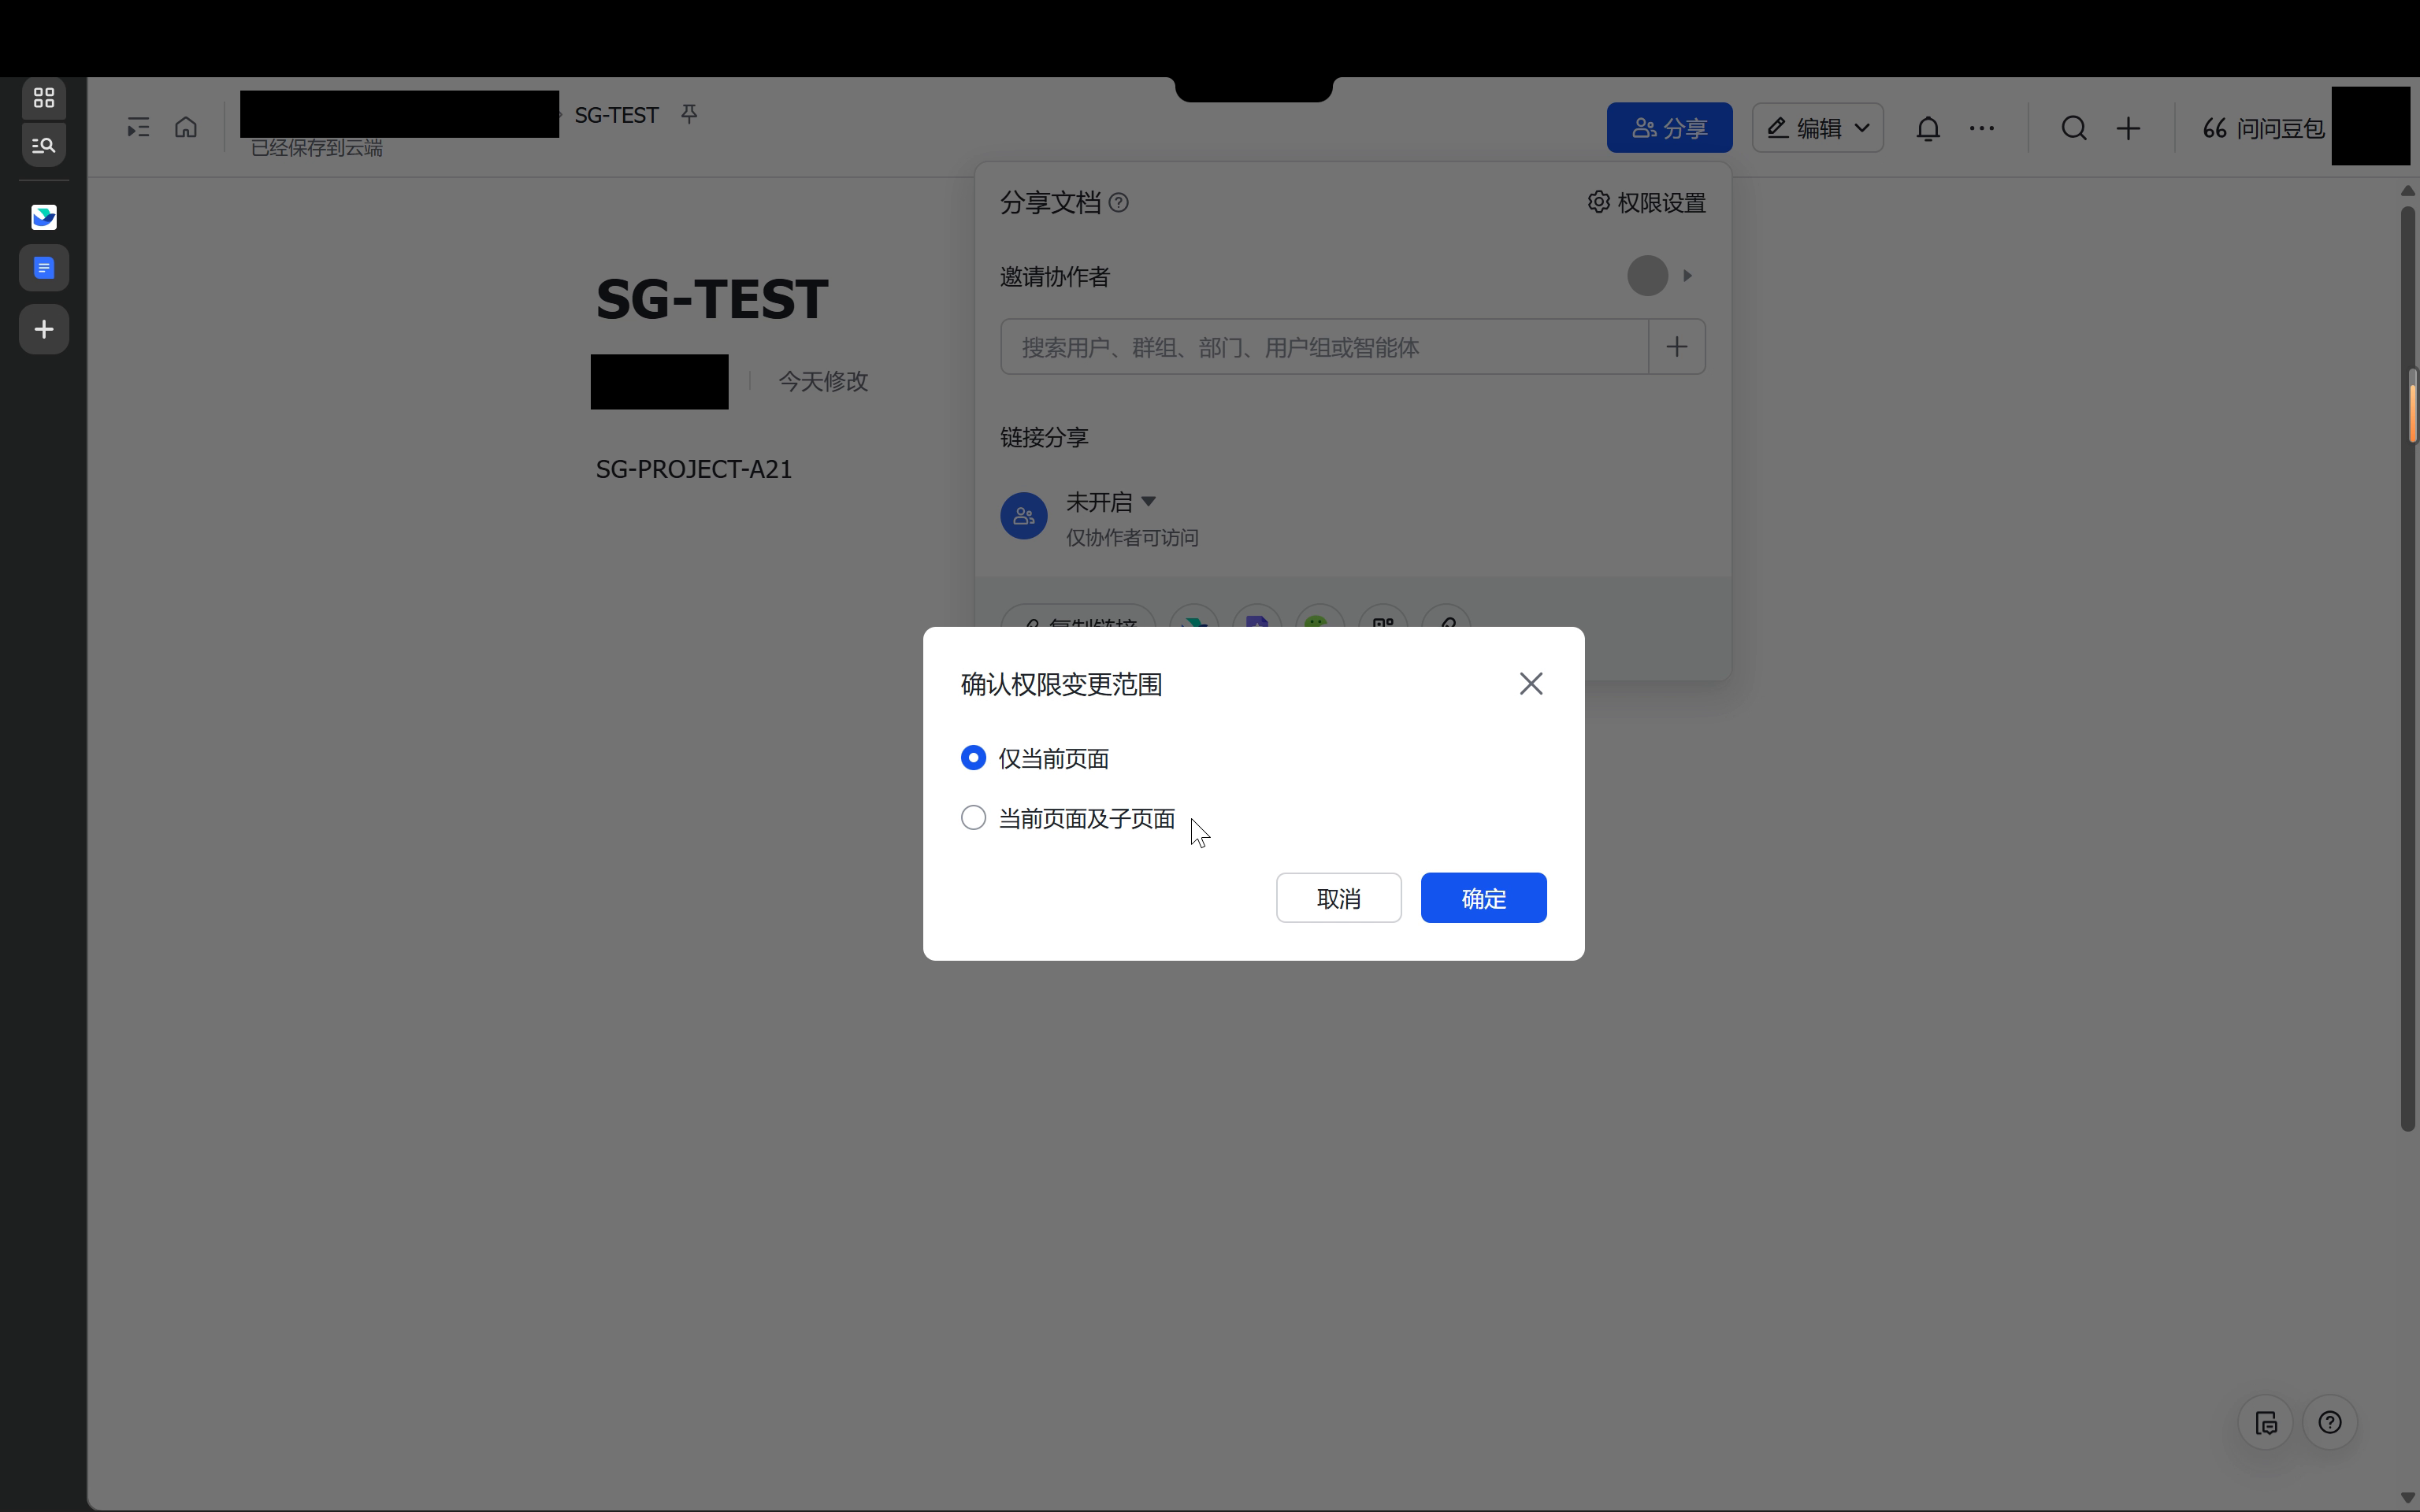 SG-TEST
已经保存到云端
分享
编辑
问问豆包
分享文档
权限设置
邀请协作者
SG-TEST
搜索用户、群组、部门、用户组或智能体
今天修改
链接分享
SG-PROJECT-A21
未开启
仅协作者可访问
复制链接
确认权限变更范围
仅当前页面
当前页面及子页面
取消
确定